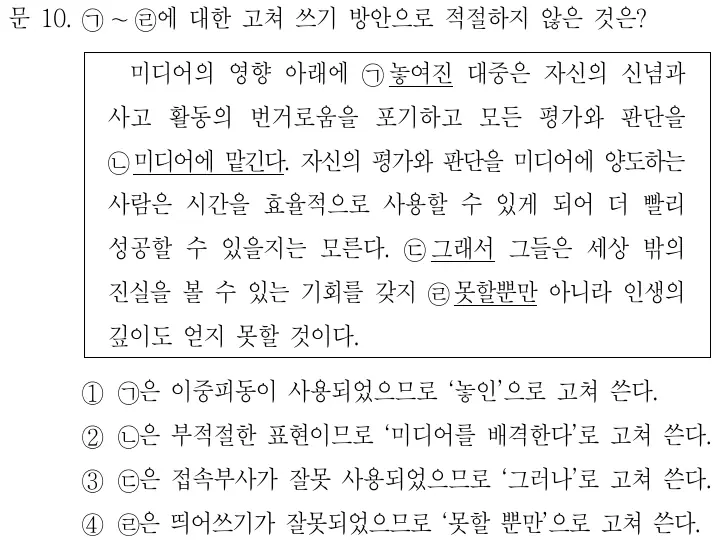 문 10. ㉠~㉣에 대한 고쳐 쓰기 방안으로 적절하지 않은 것은?
미디어의 영향 아래에 ㉠놓여진 대중은 자신의 신념과
사고 활동의 번거로움을 포기하고 모든 평가와 판단을
㉡미디어에 맡긴다. 자신의 평가와 판단을 미디어에 양도하는
사람은 시간을 효율적으로 사용할 수 있게 되어 더 빨리
성공할 수 있을지는 모른다. ㉢그래서 그들은 세상 밖의
진실을 볼 수 있는 기회를 갖지 ㉣못할뿐만 아니라 인생의
깊이도 얻지 못할 것이다.
① ㉠은 이중피동이 사용되었으므로 ‘놓인’으로 고쳐 쓴다.
② ㉡은 부적절한 표현이므로 ‘미디어를 배격한다’로 고쳐 쓴다.
③ ㉢은 접속부사가 잘못 사용되었으므로 ‘그러나’로 고쳐 쓴다.
④ ㉣은 띄어쓰기가 잘못되었으므로 ‘못할 뿐만’으로 고쳐 쓴다.